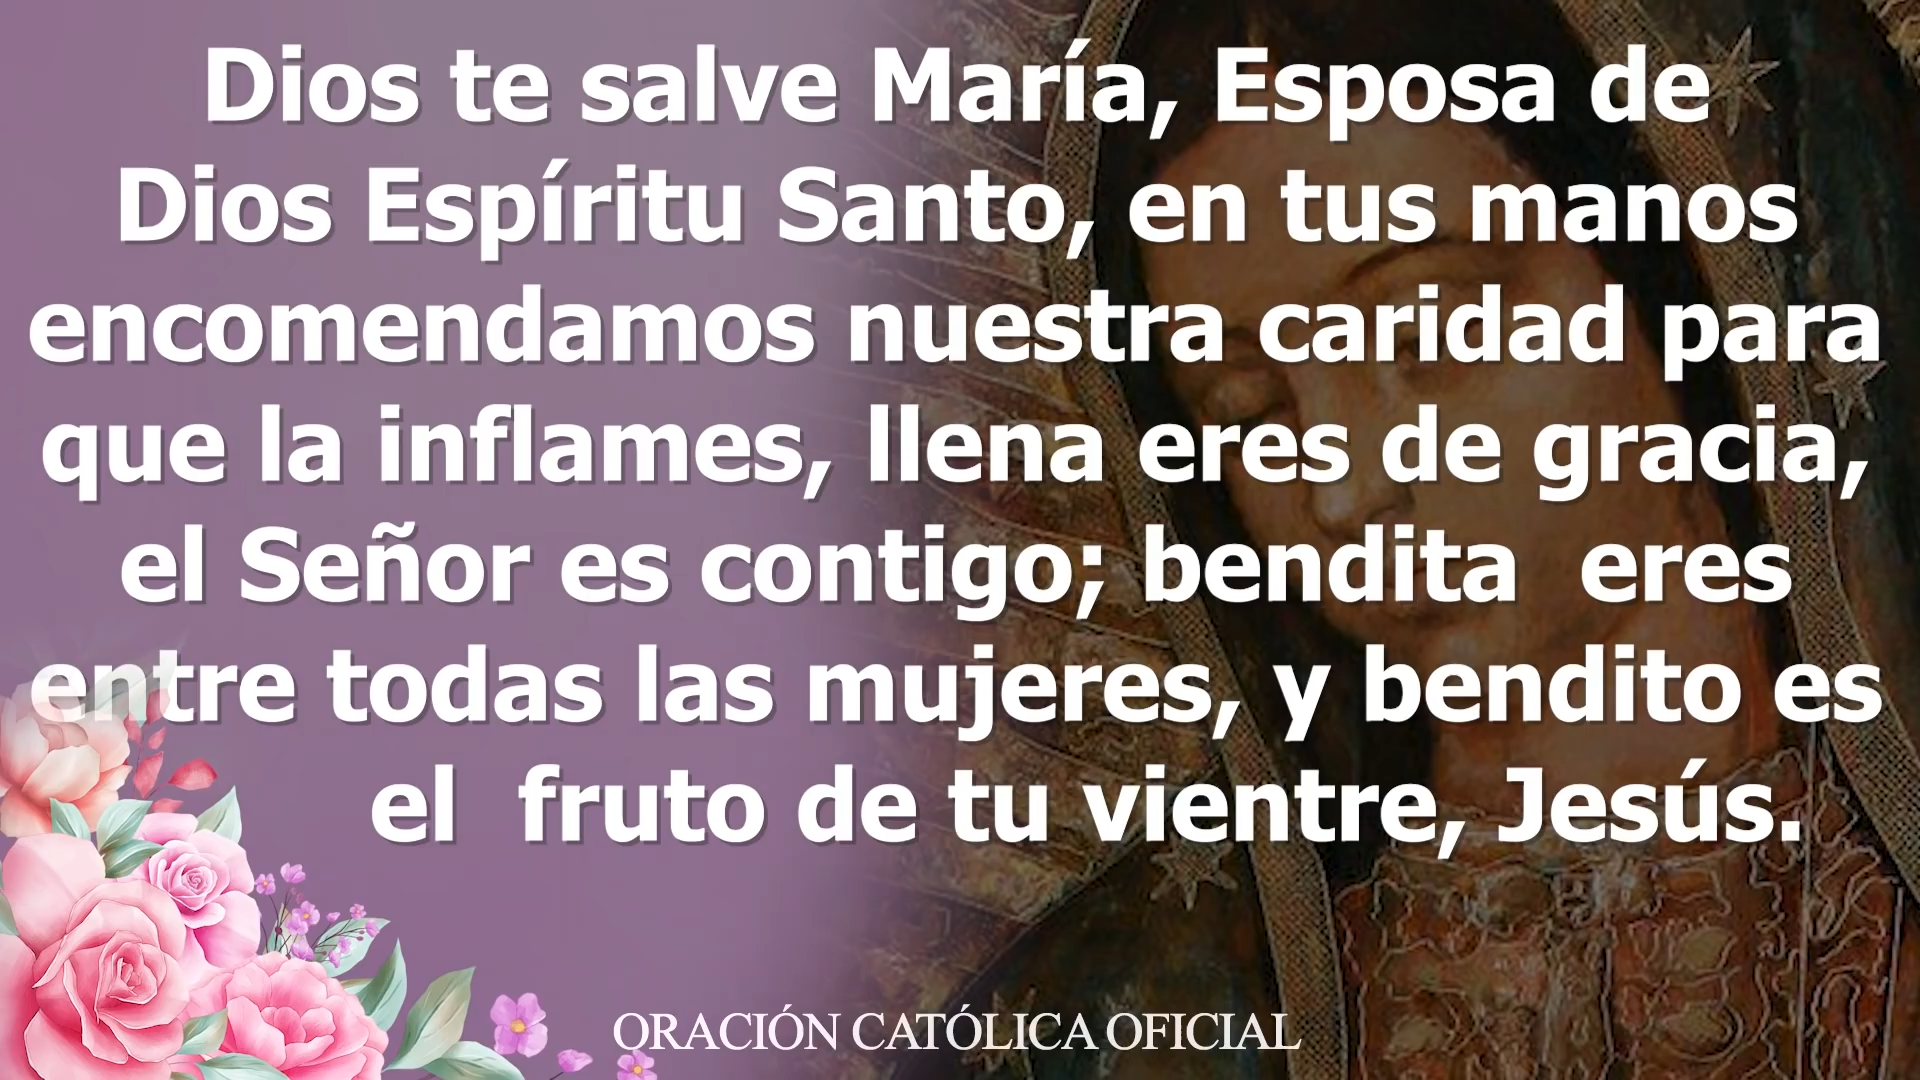 Dios te salve María, Esposa de
Dios Espíritu Santo, en tus manos
encomendamos nuestra caridad para
que la inflames, llena eres de gracia,
el Señor es contigo; bendita  eres
entre todas las mujeres, y bendito es
el  fruto de tu vientre, Jesús.
ORACIÓN CATÓLICA OFICIAL